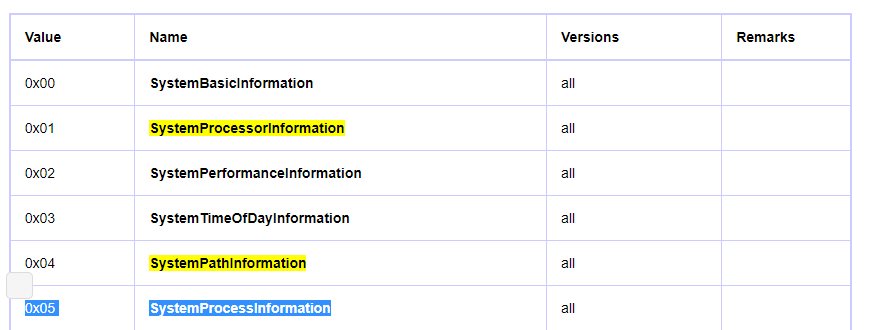 Value Name Versions Remarks
0x00 SystemBasicInformation all
0x01 SystemProcessorInformation all
0x02 SystemPerformanceInformation all
0x03 SystemTimeOfDayInformation all
0x04 SystemPathInformation all
0x05 SystemProcessInformation all